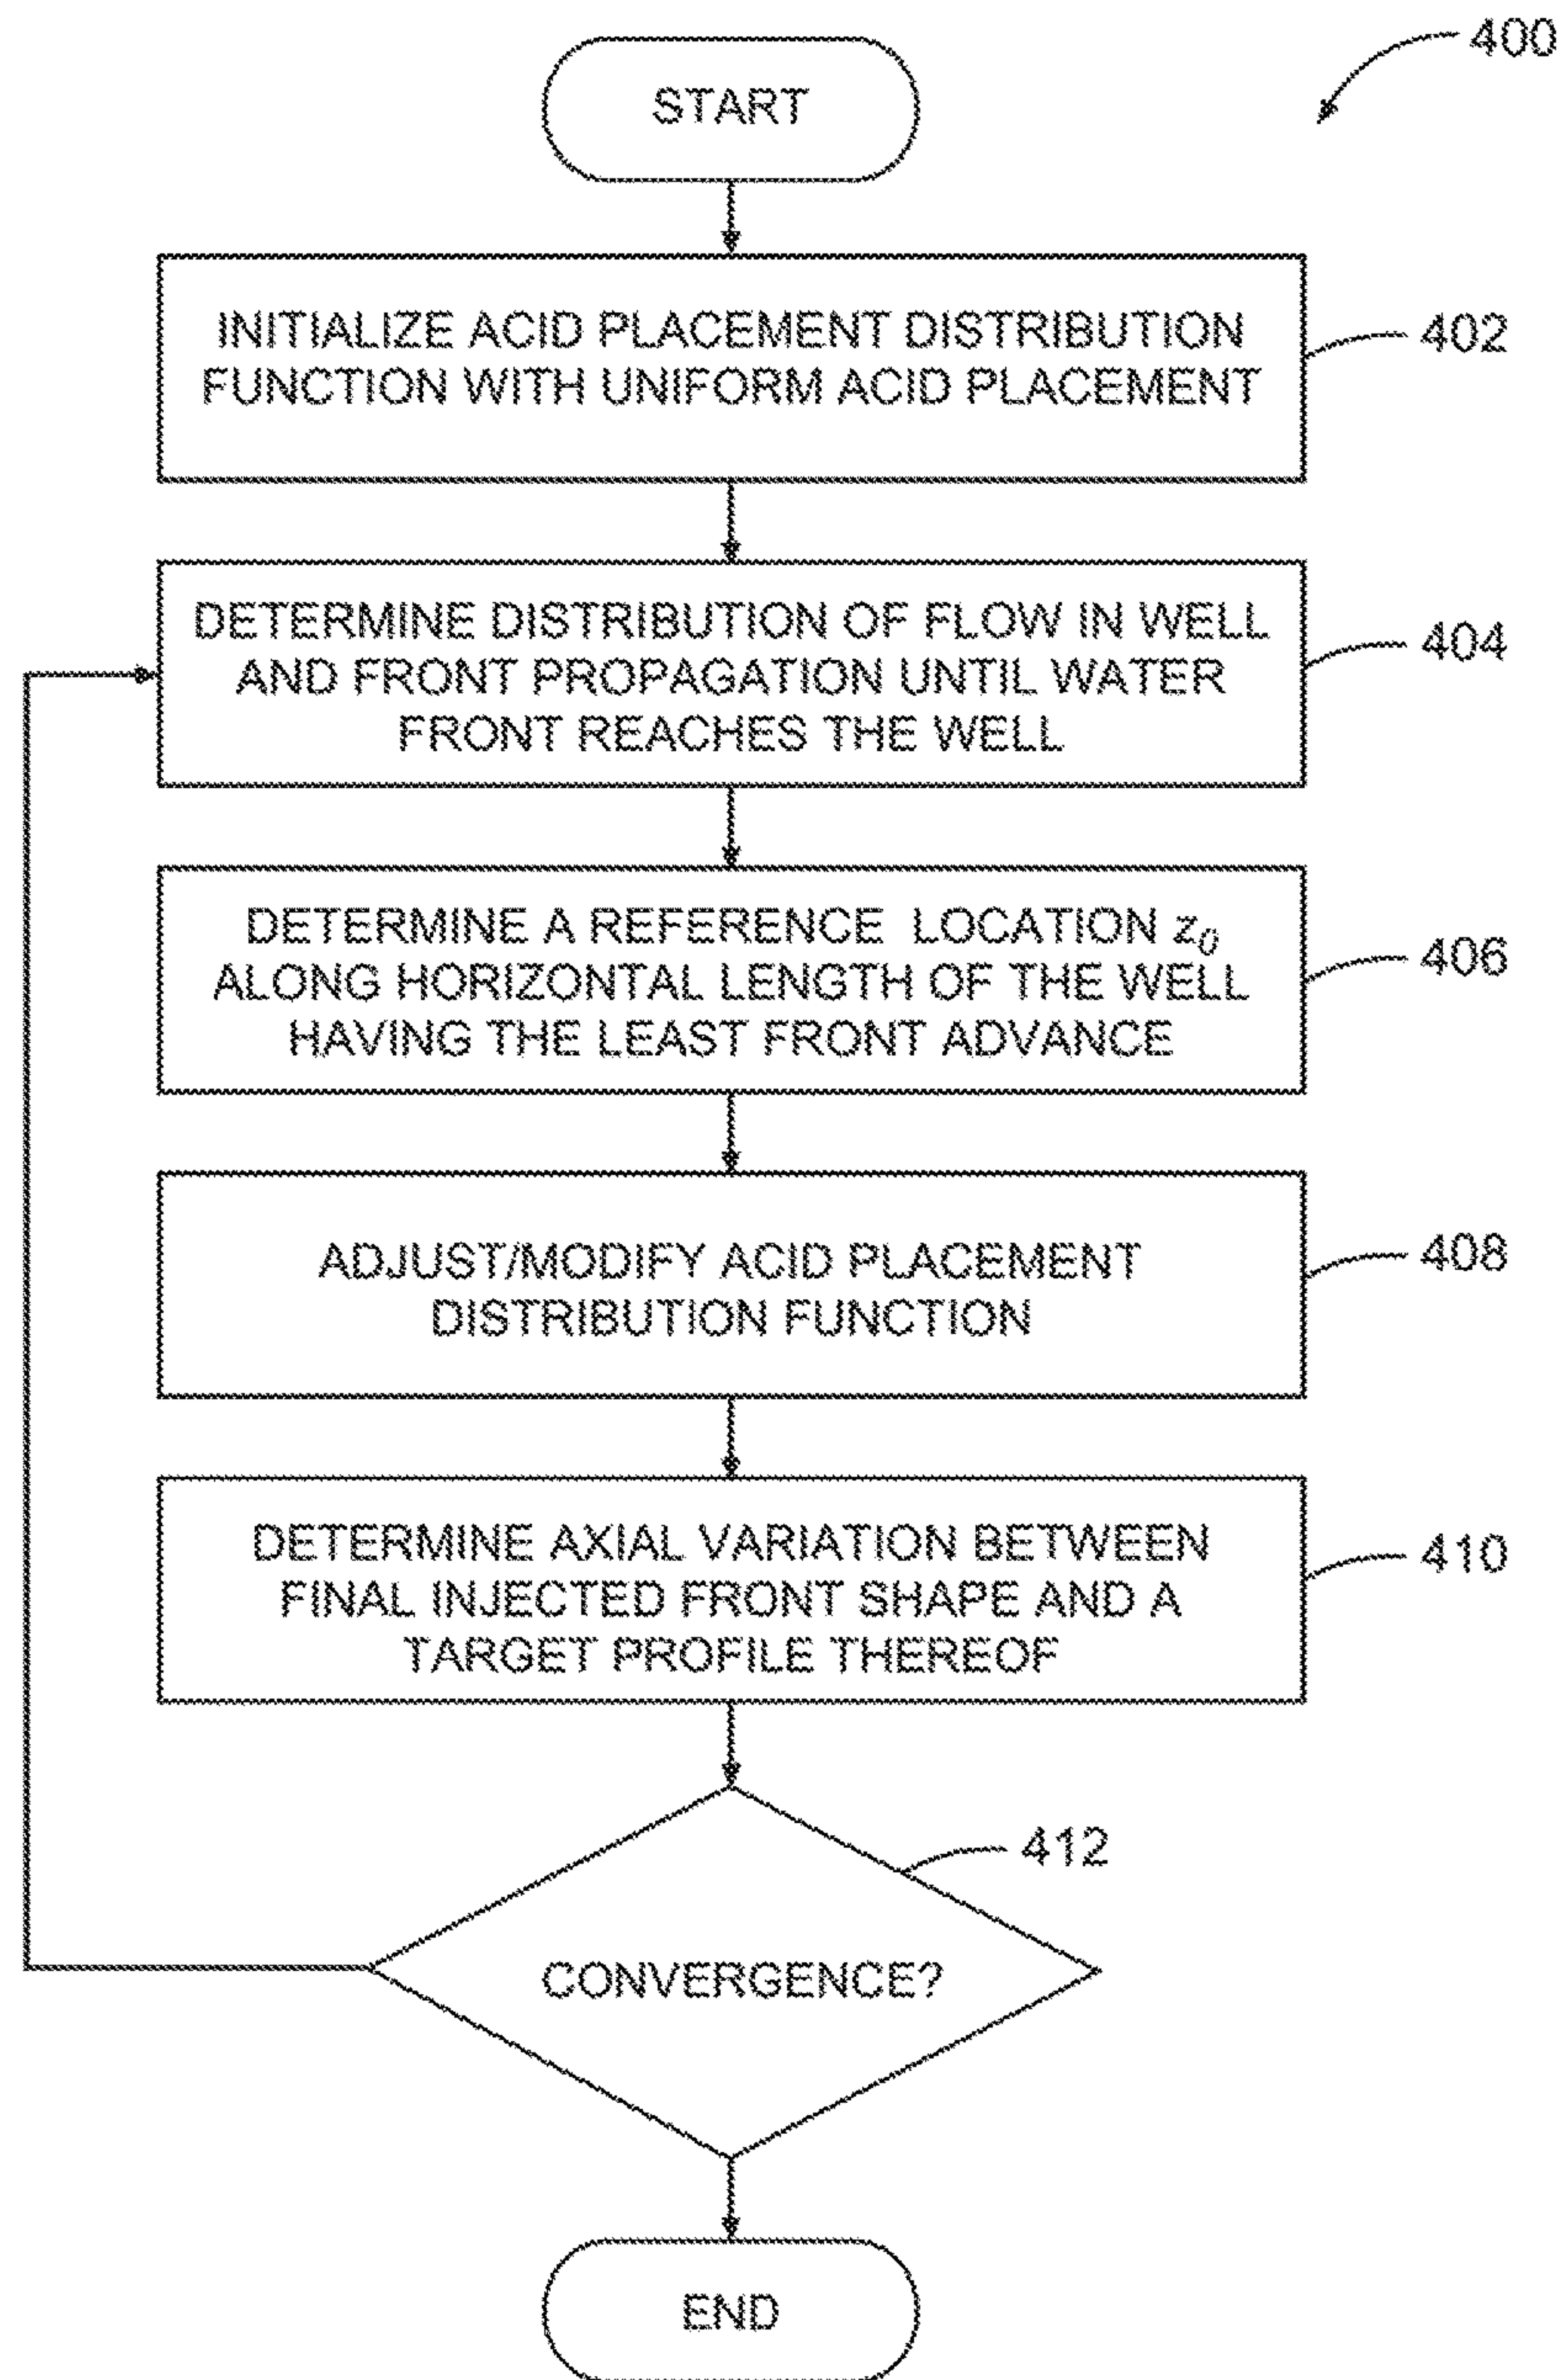 400
START
INITIALIZE ACID PLACEMENT DISTRIBUTION
FUNCTION WITH UNIFORM ACID PLACEMENT
402
DETERMINE DISTRIBUTION OF FLOW IN WELL
AND FRONT PROPAGATION UNTIL WATER
FRONT REACHES THE WELL
404
DETERMINE A REFERENCE LOCATION z0
ALONG HORIZONTAL LENGTH OF THE WELL
HAVING THE LEAST FRONT ADVANCE
406
ADJUST/MODIFY ACID PLACEMENT
DISTRIBUTION FUNCTION
408
DETERMINE AXIAL VARIATION BETWEEN
FINAL INJECTED FRONT SHAPE AND A
TARGET PROFILE THEREOF
410
412
CONVERGENCE?
END